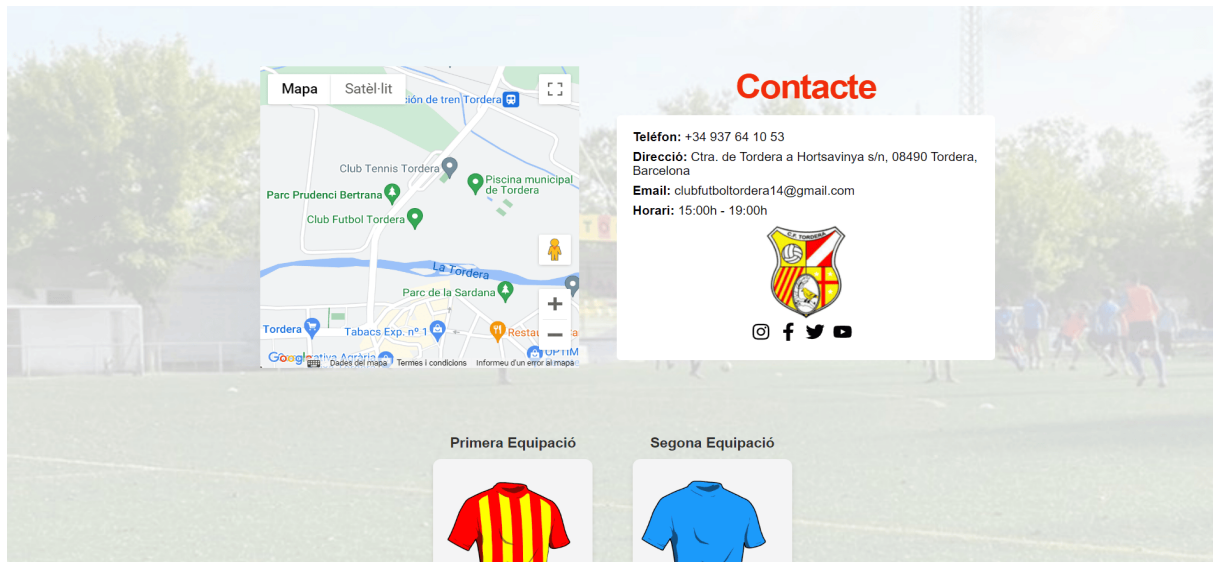 Mapa
Satèl·lit
ión de tren Tordera
Club Tennis Tordera
Piscina municipal
de Tordera
Parc Prudenci Bertrana
Club Futbol Tordera
La Tordera
Parc de la Sardana
Tordera
Tabacs Exp. nº 1
Google
Dades del mapa
Termes i condicions
Informeu d'un error al mapa
Contacte
Teléfon: +34 937 64 10 53
Direcció: Ctra. de Tordera a Hortsavinya s/n, 08490 Tordera,
Barcelona
Email: clubfutboltordera14@gmail.com
Horari: 15:00h - 19:00h
C.F. TORDERA
Primera Equipació
Segona Equipació